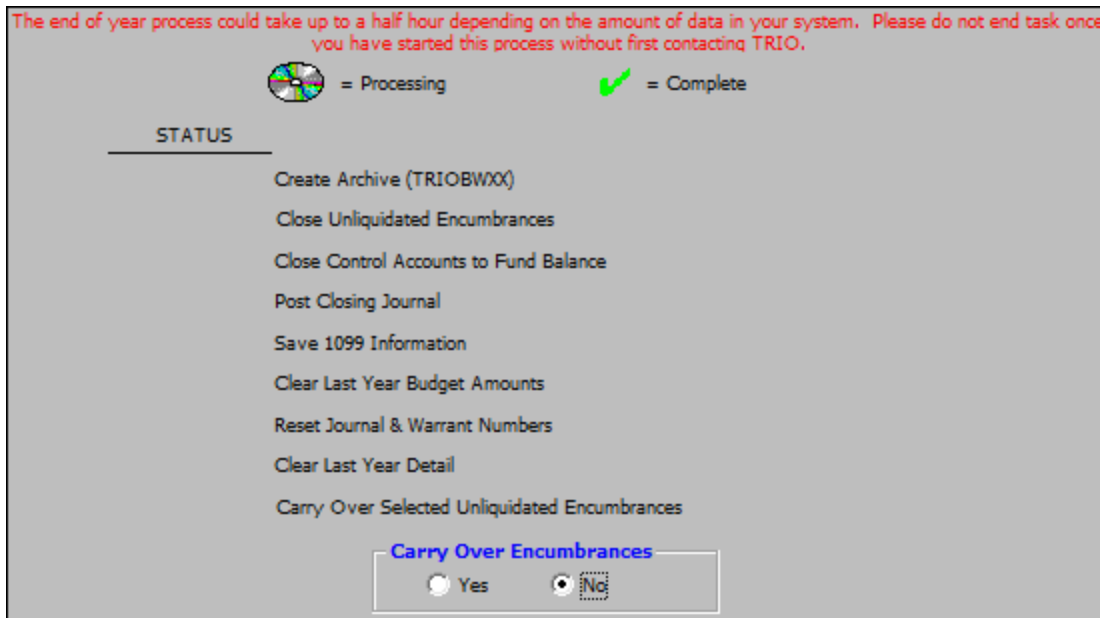 The end of year process could take up to a half hour depending on the amount of data in your system. Please do not end task once
you have started this process without first contacting TRIO.
= Processing = Complete
STATUS
Create Archive (TRIOBWXX)
Close Unliquidated Encumbrances
Close Control Accounts to Fund Balance
Post Closing Journal
Save 1099 Information
Clear Last Year Budget Amounts
Reset Journal & Warrant Numbers
Clear Last Year Detail
Carry Over Selected Unliquidated Encumbrances
Carry Over Encumbrances
Yes No